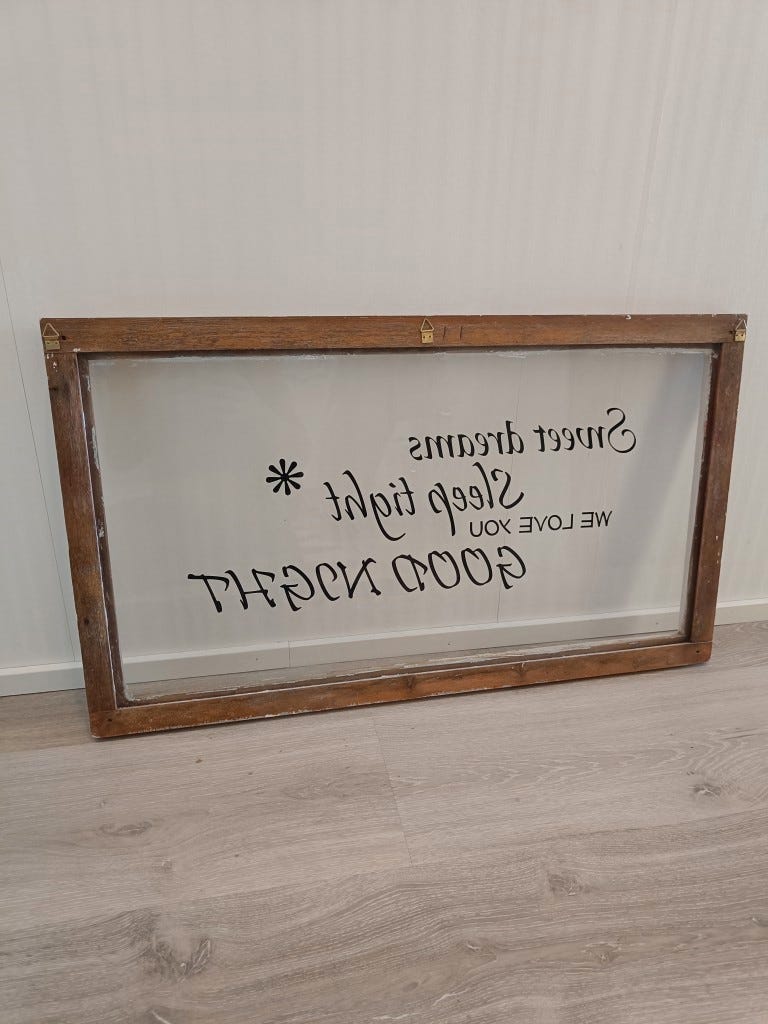 Sweet dreams
Sleep tight *
WE LOVE YOU
GOOD NIGHT